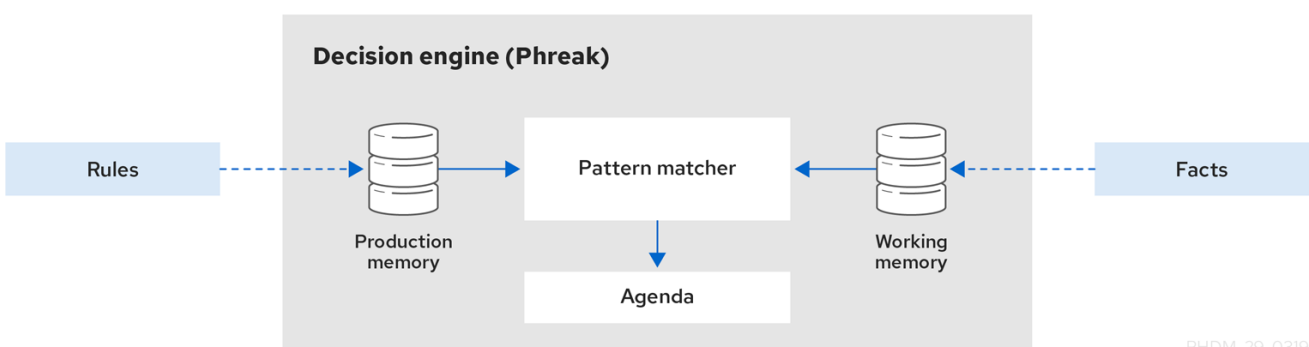 Decision engine (Phreak)
Rules
Pattern matcher
Facts
Production
memory
Working
memory
Agenda